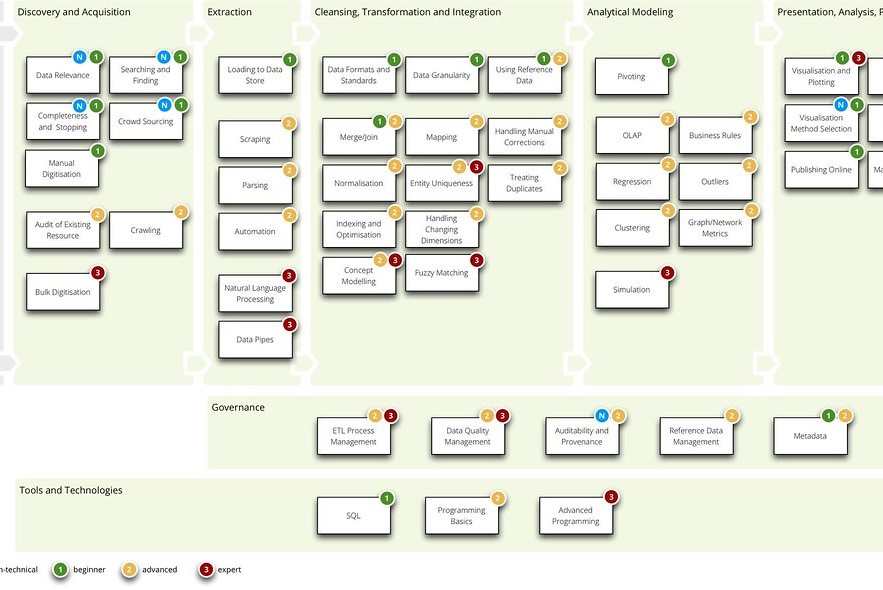 Discovery and Acquisition
N 1
Data Relevance
N 1
Searching and
Finding
N 1
Completeness
and Stopping
N 1
Crowd Sourcing
1
Manual
Digitisation
2
Audit of Existing
Resource
2
Crawling
3
Bulk Digitisation
Extraction
1
Loading to Data
Store
2
Scraping
2
Parsing
2
Automation
3
Natural Language
Processing
3
Data Pipes
Cleansing, Transformation and Integration
1
Data Formats and
Standards
1
Data Granularity
1 2
Using Reference
Data
1 2
Merge/Join
2
Mapping
2
Handling Manual
Corrections
2
Normalisation
2 3
Entity Uniqueness
2
Treating
Duplicates
2
Indexing and
Optimisation
2
Handling
Changing
Dimensions
2 3
Concept
Modelling
3
Fuzzy Matching
Analytical Modeling
1
Pivoting
2
OLAP
2
Business Rules
2
Regression
2
Outliers
2
Clustering
2
Graph/Network
Metrics
3
Simulation
Presentation, Analysis,
1 3
Visualisation and
Plotting
N 1
Visualisation
Method Selection
1
Publishing Online
Governance
2 3
ETL Process
Management
2 3
Data Quality
Management
N 2
Auditability and
Provenance
2
Reference Data
Management
1 2
Metadata
Tools and Technologies
1
SQL
2
Programming
Basics
3
Advanced
Programming
n-technical 1 beginner 2 advanced 3 expert